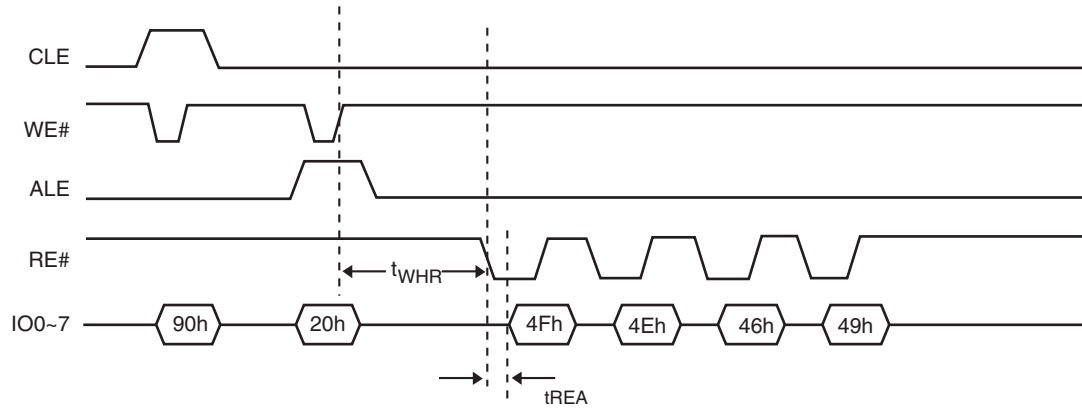 CLE
WE#
ALE
RE#
tWHR
IO0~7 90h 20h 4Fh 4Eh 46h 49h
tREA